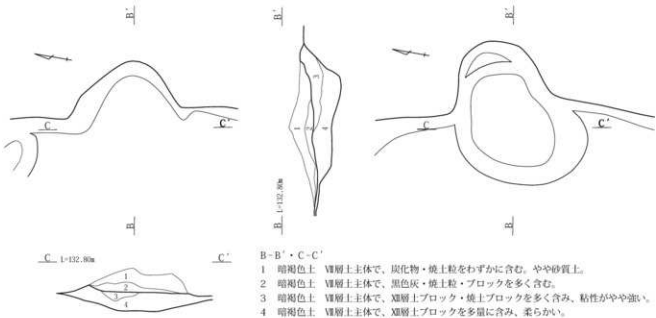 B'
B'
B'
C
C'
C
C'
B
B
L=132.80m
B
C
L=132.80m
C'
1
2
3
4
1
2
3
4
B-B'・C-C'
1 暗褐色土 Ⅶ層土主体で、炭化物・焼土粒をわずかに含む。やや砂質土。
2 暗褐色土 Ⅶ層土主体で、黒色灰・焼土粒・ブロックを多く含む。
3 暗褐色土 Ⅶ層土主体で、Ⅻ層土ブロック・焼土ブロックを多く含み、粘性がやや強い。
4 暗褐色土 Ⅶ層土主体で、Ⅻ層土ブロックを多量に含み、柔らかい。